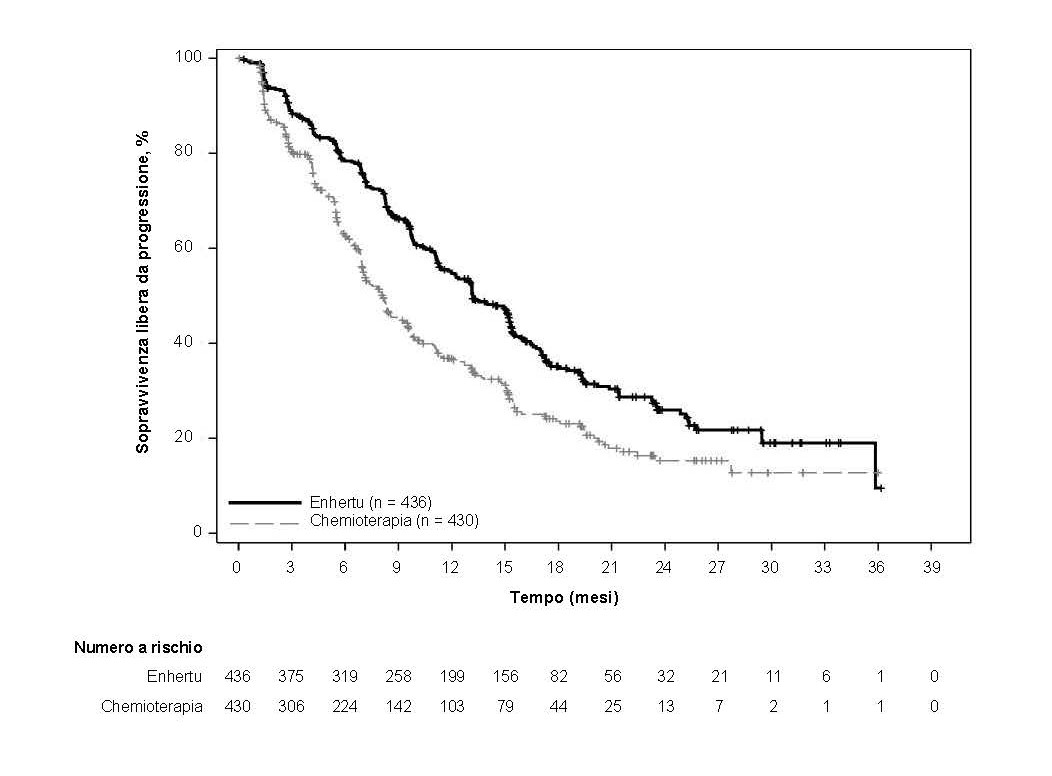 100
80
60
40
20
0
Sopravvivenza libera da progressione, %
Enhertu (n = 436)
Chemioterapia (n = 430)
0 3 6 9 12 15 18 21 24 27 30 33 36 39
Tempo (mesi)
Numero a rischio
Enhertu 436 375 319 258 199 156 82 56 32 21 11 6 1 0
Chemioterapia 430 306 224 142 103 79 44 25 13 7 2 1 1 0